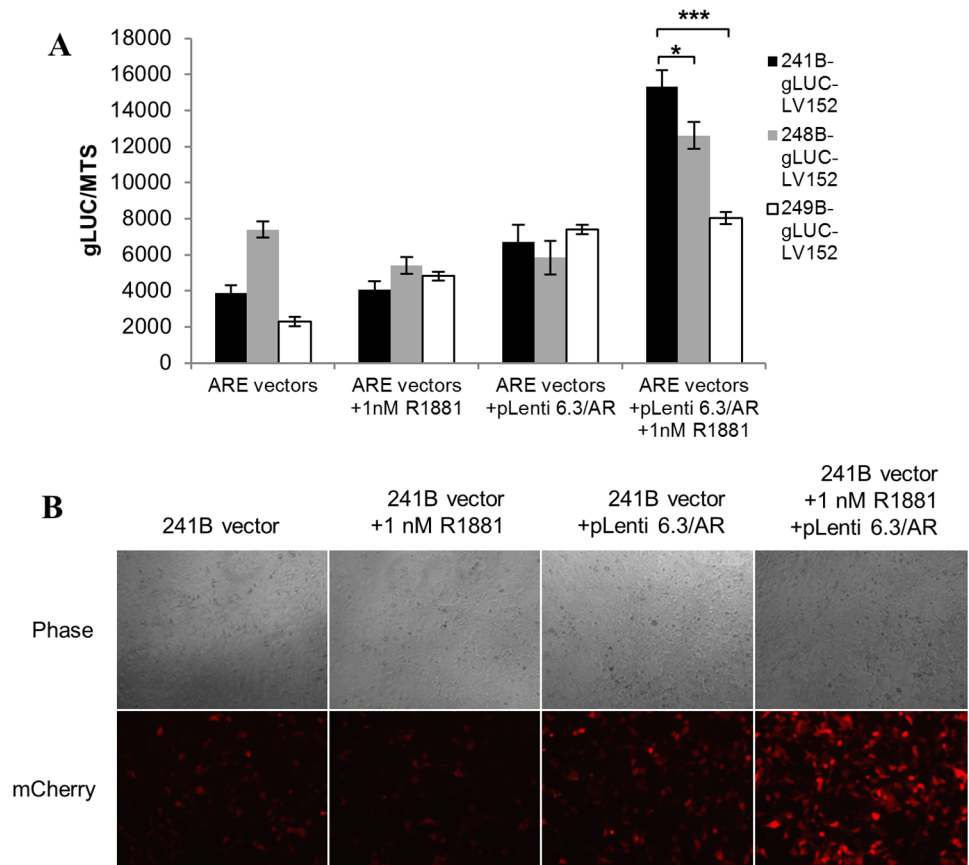 A
18000
16000
14000
12000
10000
8000
6000
4000
2000
0
gLUC/MTS
***
*
241B-
gLUC-
LV152
248B-
gLUC-
LV152
249B-
gLUC-
LV152
ARE vectors
ARE vectors
+1nM R1881
ARE vectors
+pLenti 6.3/AR
ARE vectors
+pLenti 6.3/AR
+1nM R1881
B
241B vector
241B vector
+1 nM R1881
241B vector
+pLenti 6.3/AR
241B vector
+1 nM R1881
+pLenti 6.3/AR
Phase
mCherry